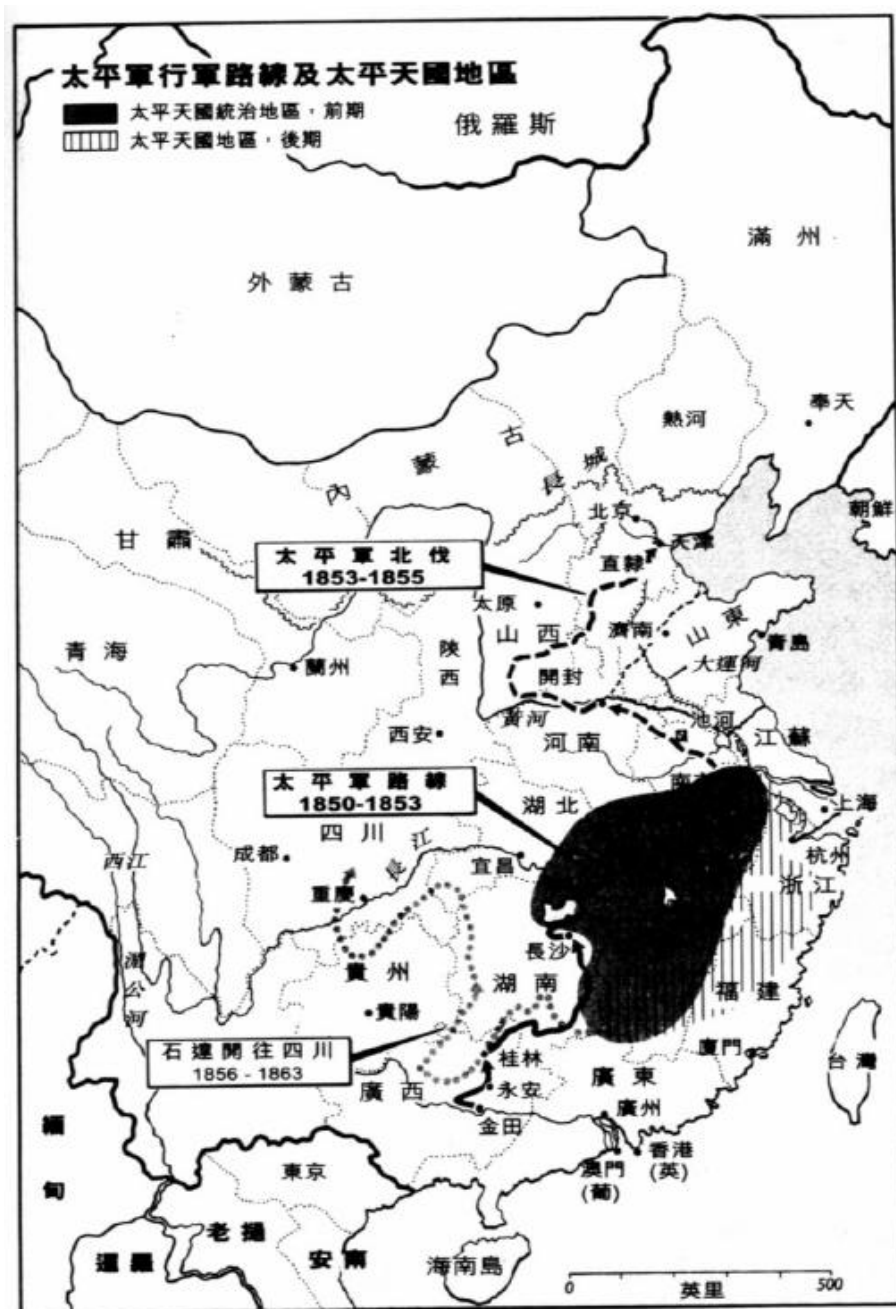 太平軍行軍路線及太平天國地區
太平天國統治地區，前期
太平天國地區，後期
俄羅斯
滿州
外蒙古
奉天
熱河
內蒙古
長城
北京
朝鮮
甘肅
天津
太平軍北伐
1853-1855
直隸
太原
山西
濟南
山東
青島
青海
陝西
蘭州
大運河
開封
黃河
池河
江蘇
西安
河南
太平軍路線
1850-1853
湖北
上海
四川
長江
成都
宜昌
杭州
西江
浙江
重慶
長沙
湄公河
貴州
湖南
福建
貴陽
石達開往四川
1856 - 1863
桂林
廈門
台灣
廣西
永安
廣東
金田
廣州
緬甸
東京
香港
(英)
澳門
(葡)
老撾
暹羅
安南
海南島
0
500
英里